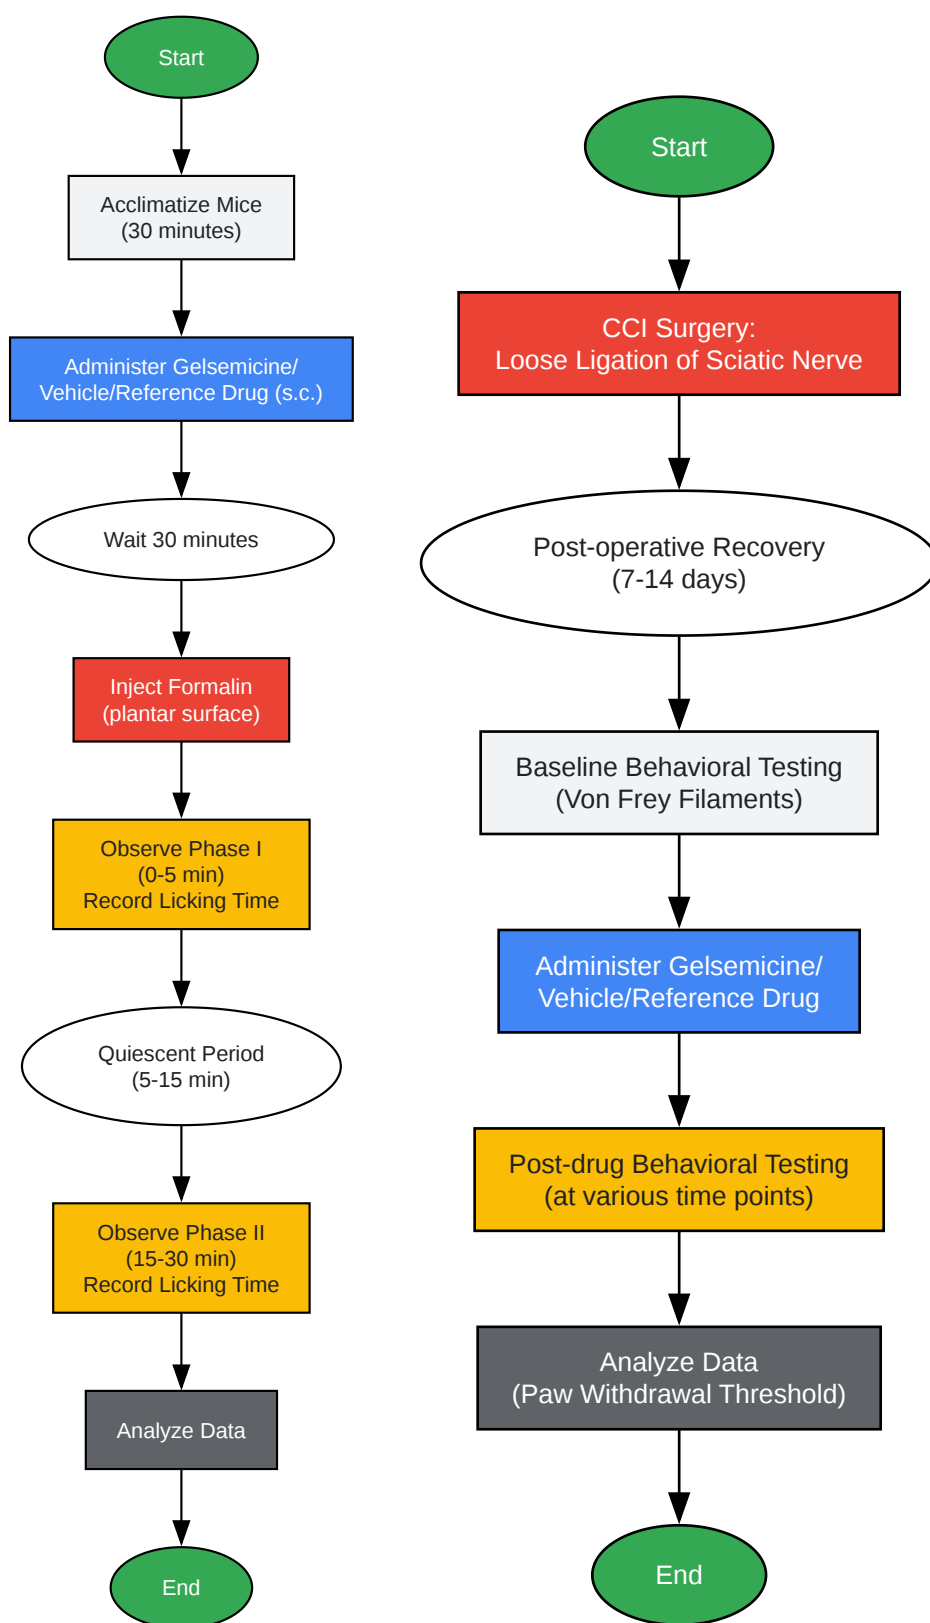 Start
Acclimatize Mice
(30 minutes)
Administer Gelsemicine/
Vehicle/Reference Drug (s.c.)
Wait 30 minutes
Inject Formalin
(plantar surface)
Observe Phase I
(0-5 min)
Record Licking Time
Quiescent Period
(5-15 min)
Observe Phase II
(15-30 min)
Record Licking Time
Analyze Data
End
Start
CCI Surgery:
Loose Ligation of Sciatic Nerve
Post-operative Recovery
(7-14 days)
Baseline Behavioral Testing
(Von Frey Filaments)
Administer Gelsemicine/
Vehicle/Reference Drug
Post-drug Behavioral Testing
(at various time points)
Analyze Data
(Paw Withdrawal Threshold)
End